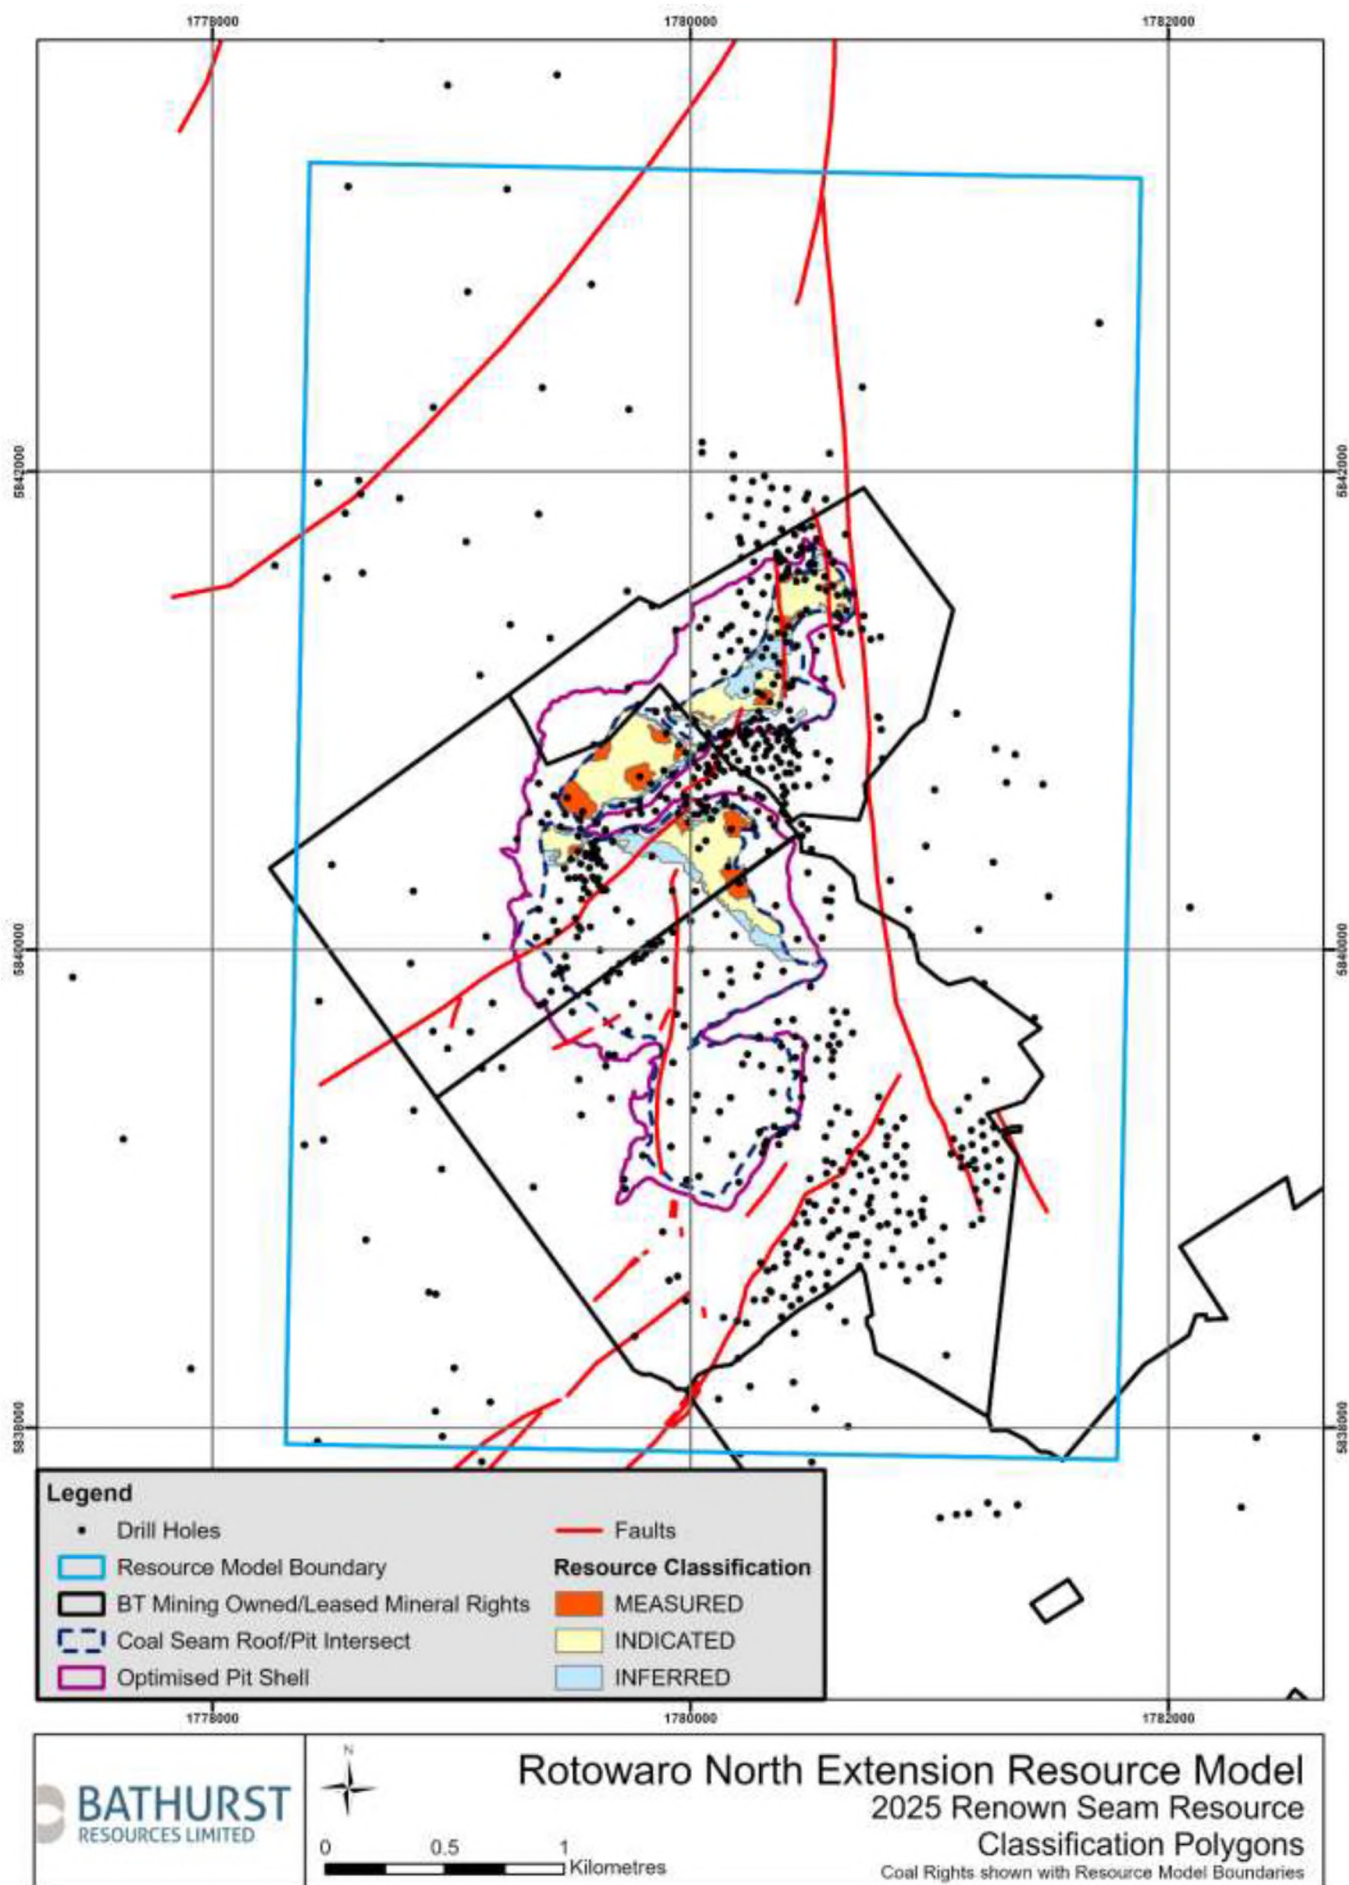 1778000 1780000 1782000
5842000 5842000
5840000 5840000
5838000 5838000
Legend
Drill Holes
Resource Model Boundary
BT Mining Owned/Leased Mineral Rights
Coal Seam Roof/Pit Intersect
Optimised Pit Shell
Faults
Resource Classification
MEASURED
INDICATED
INFERRED
1778000 1780000 1782000
BATHURST
RESOURCES LIMITED
N
0 0.5 1
Kilometres
Rotowaro North Extension Resource Model
2025 Renown Seam Resource
Classification Polygons
Coal Rights shown with Resource Model Boundaries